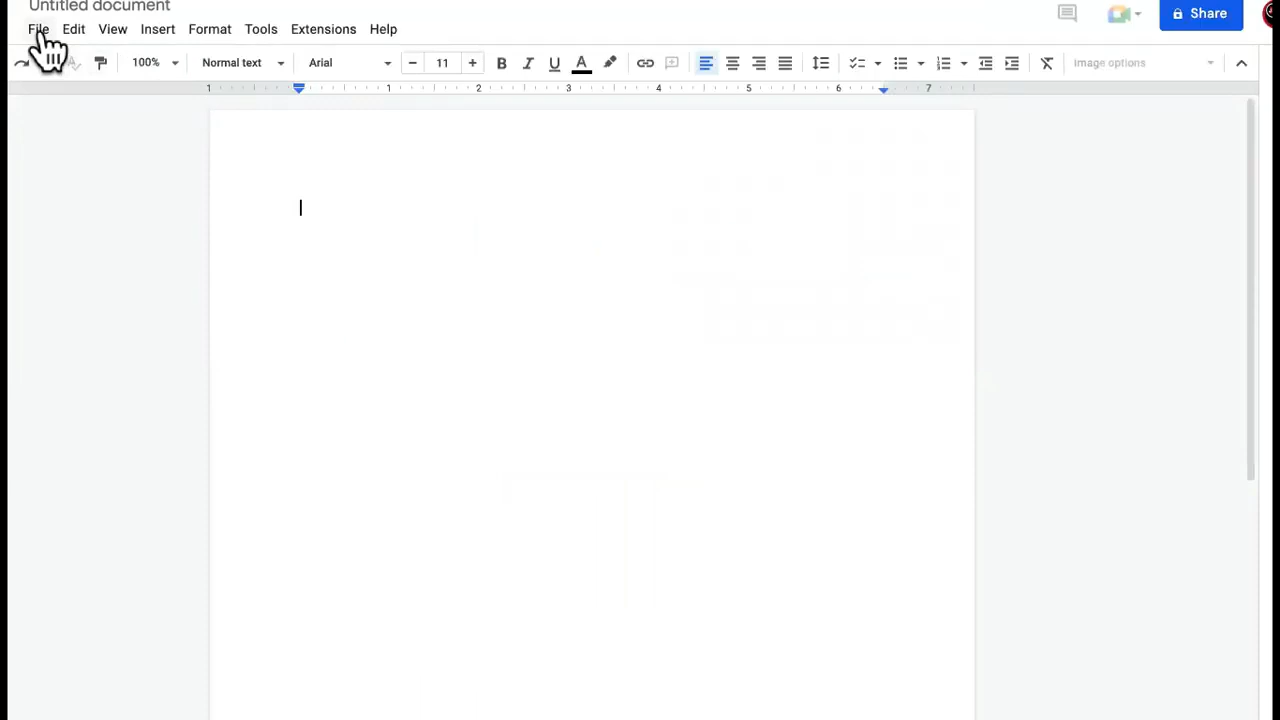 Untitled document
Share
File Edit View Insert Format Tools Extensions Help
100% Normal text Arial − 11 + B I U A Image options
1 1 2 3 4 5 6 7